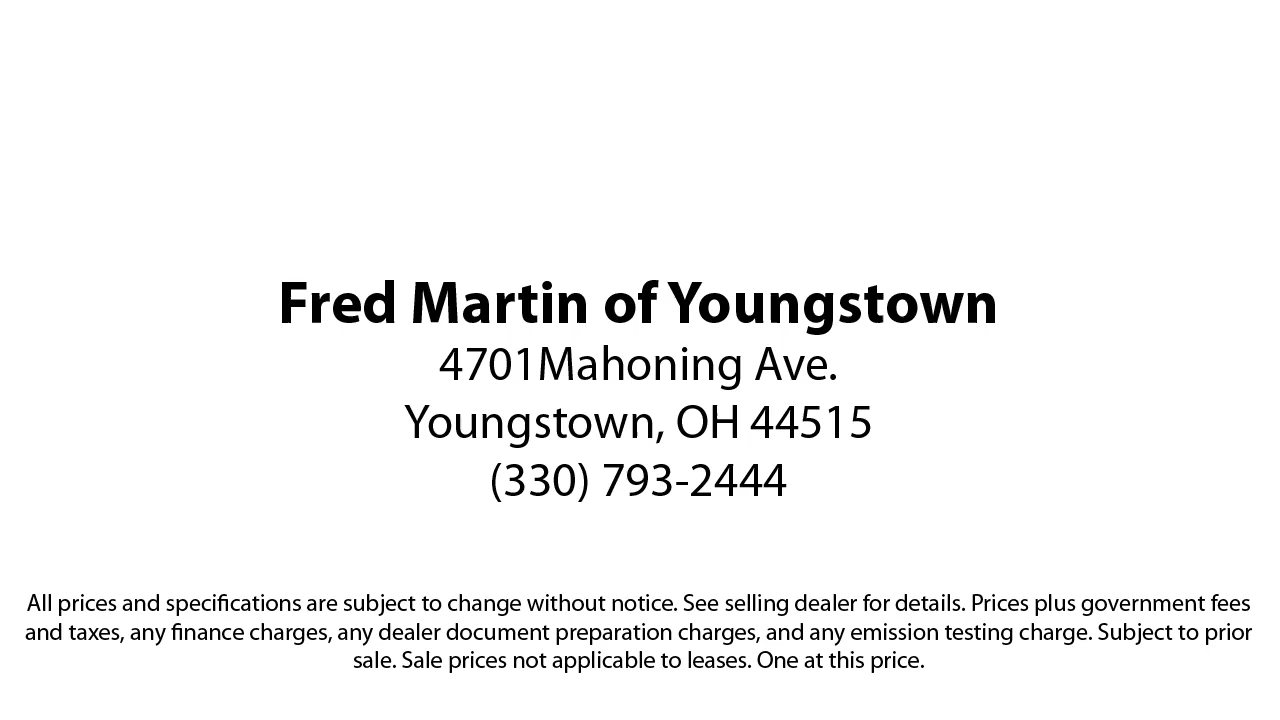 Fred Martin of Youngstown
4701Mahoning Ave.
Youngstown, OH 44515
(330) 793-2444
All prices and specifications are subject to change without notice. See selling dealer for details. Prices plus government fees
and taxes, any finance charges, any dealer document preparation charges, and any emission testing charge. Subject to prior
sale. Sale prices not applicable to leases. One at this price.